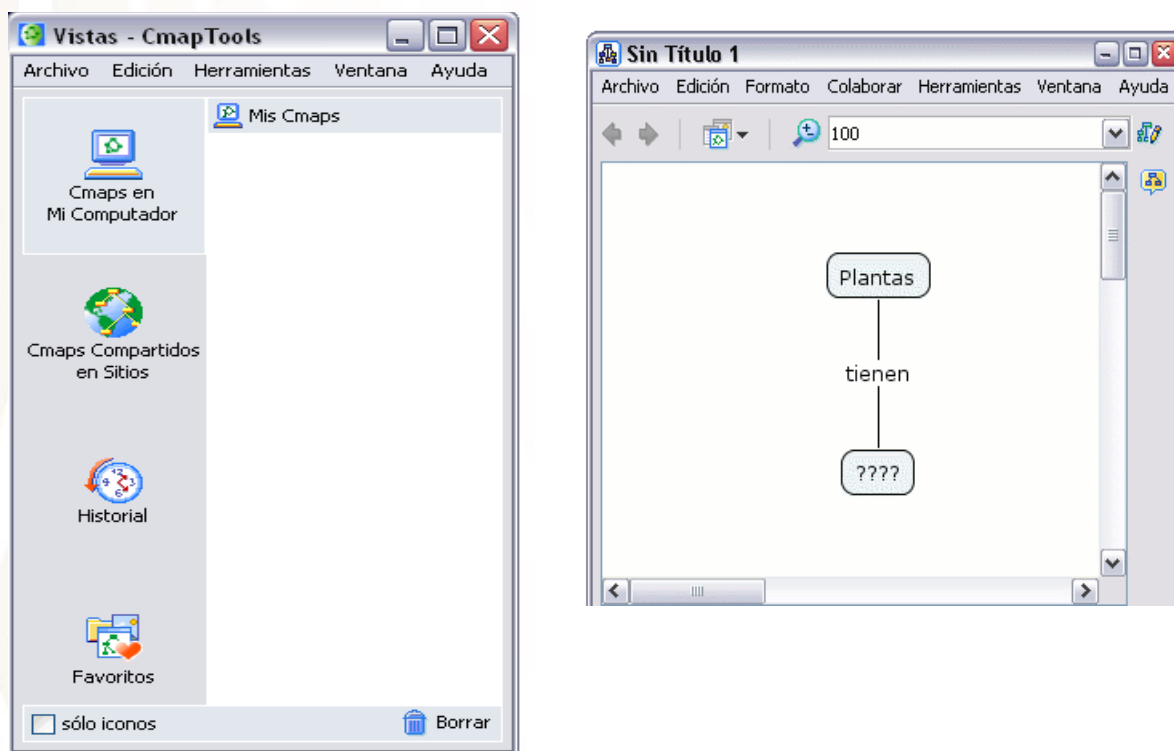 Vistas - CmapTools
Archivo Edición Herramientas Ventana Ayuda
Mis Cmaps
Cmaps en
Mi Computador
Cmaps Compartidos
en Sitios
Historial
Favoritos
sólo iconos
Borrar
Sin Título 1
Archivo Edición Formato Colaborar Herramientas Ventana Ayuda
100
Plantas
tienen
????